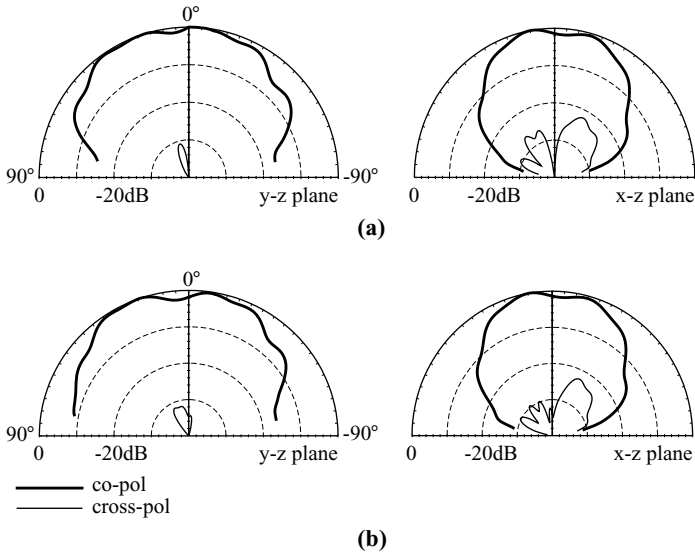 0°
90° -90°
0 -20dB y-z plane 0 -20dB x-z plane
(a)
0°
90° -90°
0 -20dB y-z plane 0 -20dB x-z plane
co-pol
cross-pol
(b)